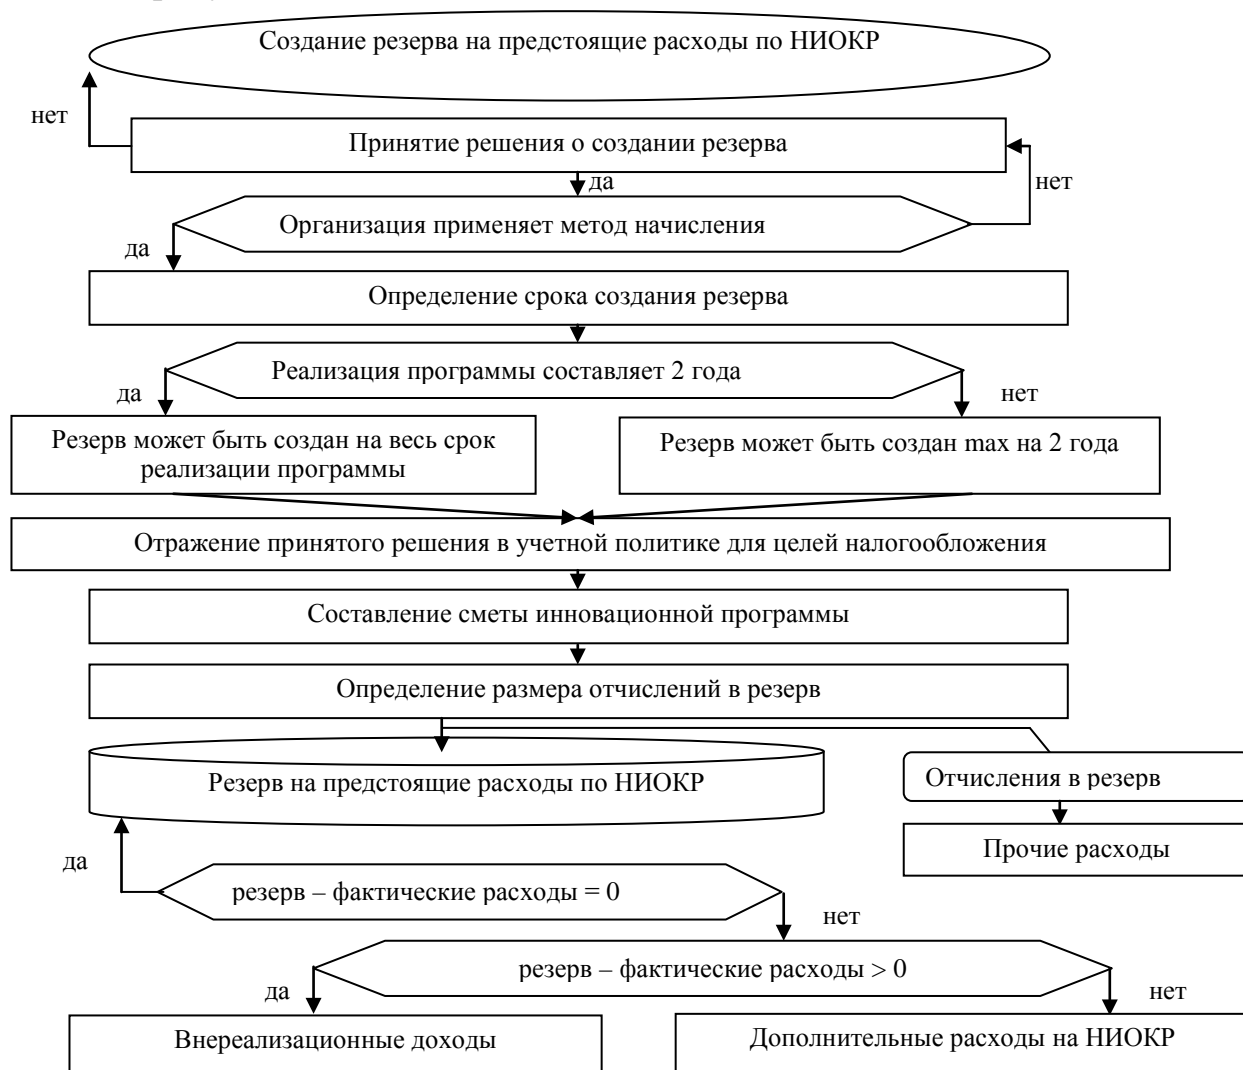 Создание резерва на предстоящие расходы по НИОКР
нет
Принятие решения о создании резерва
да
нет
Организация применяет метод начисления
да
Определение срока создания резерва
Реализация программы составляет 2 года
да
нет
Резерв может быть создан на весь срок
реализации программы
Резерв может быть создан max на 2 года
Отражение принятого решения в учетной политике для целей налогообложения
Составление сметы инновационной программы
Определение размера отчислений в резерв
Резерв на предстоящие расходы по НИОКР
Отчисления в резерв
Прочие расходы
да
резерв – фактические расходы = 0
нет
резерв – фактические расходы > 0
да
нет
Внереализационные доходы
Дополнительные расходы на НИОКР